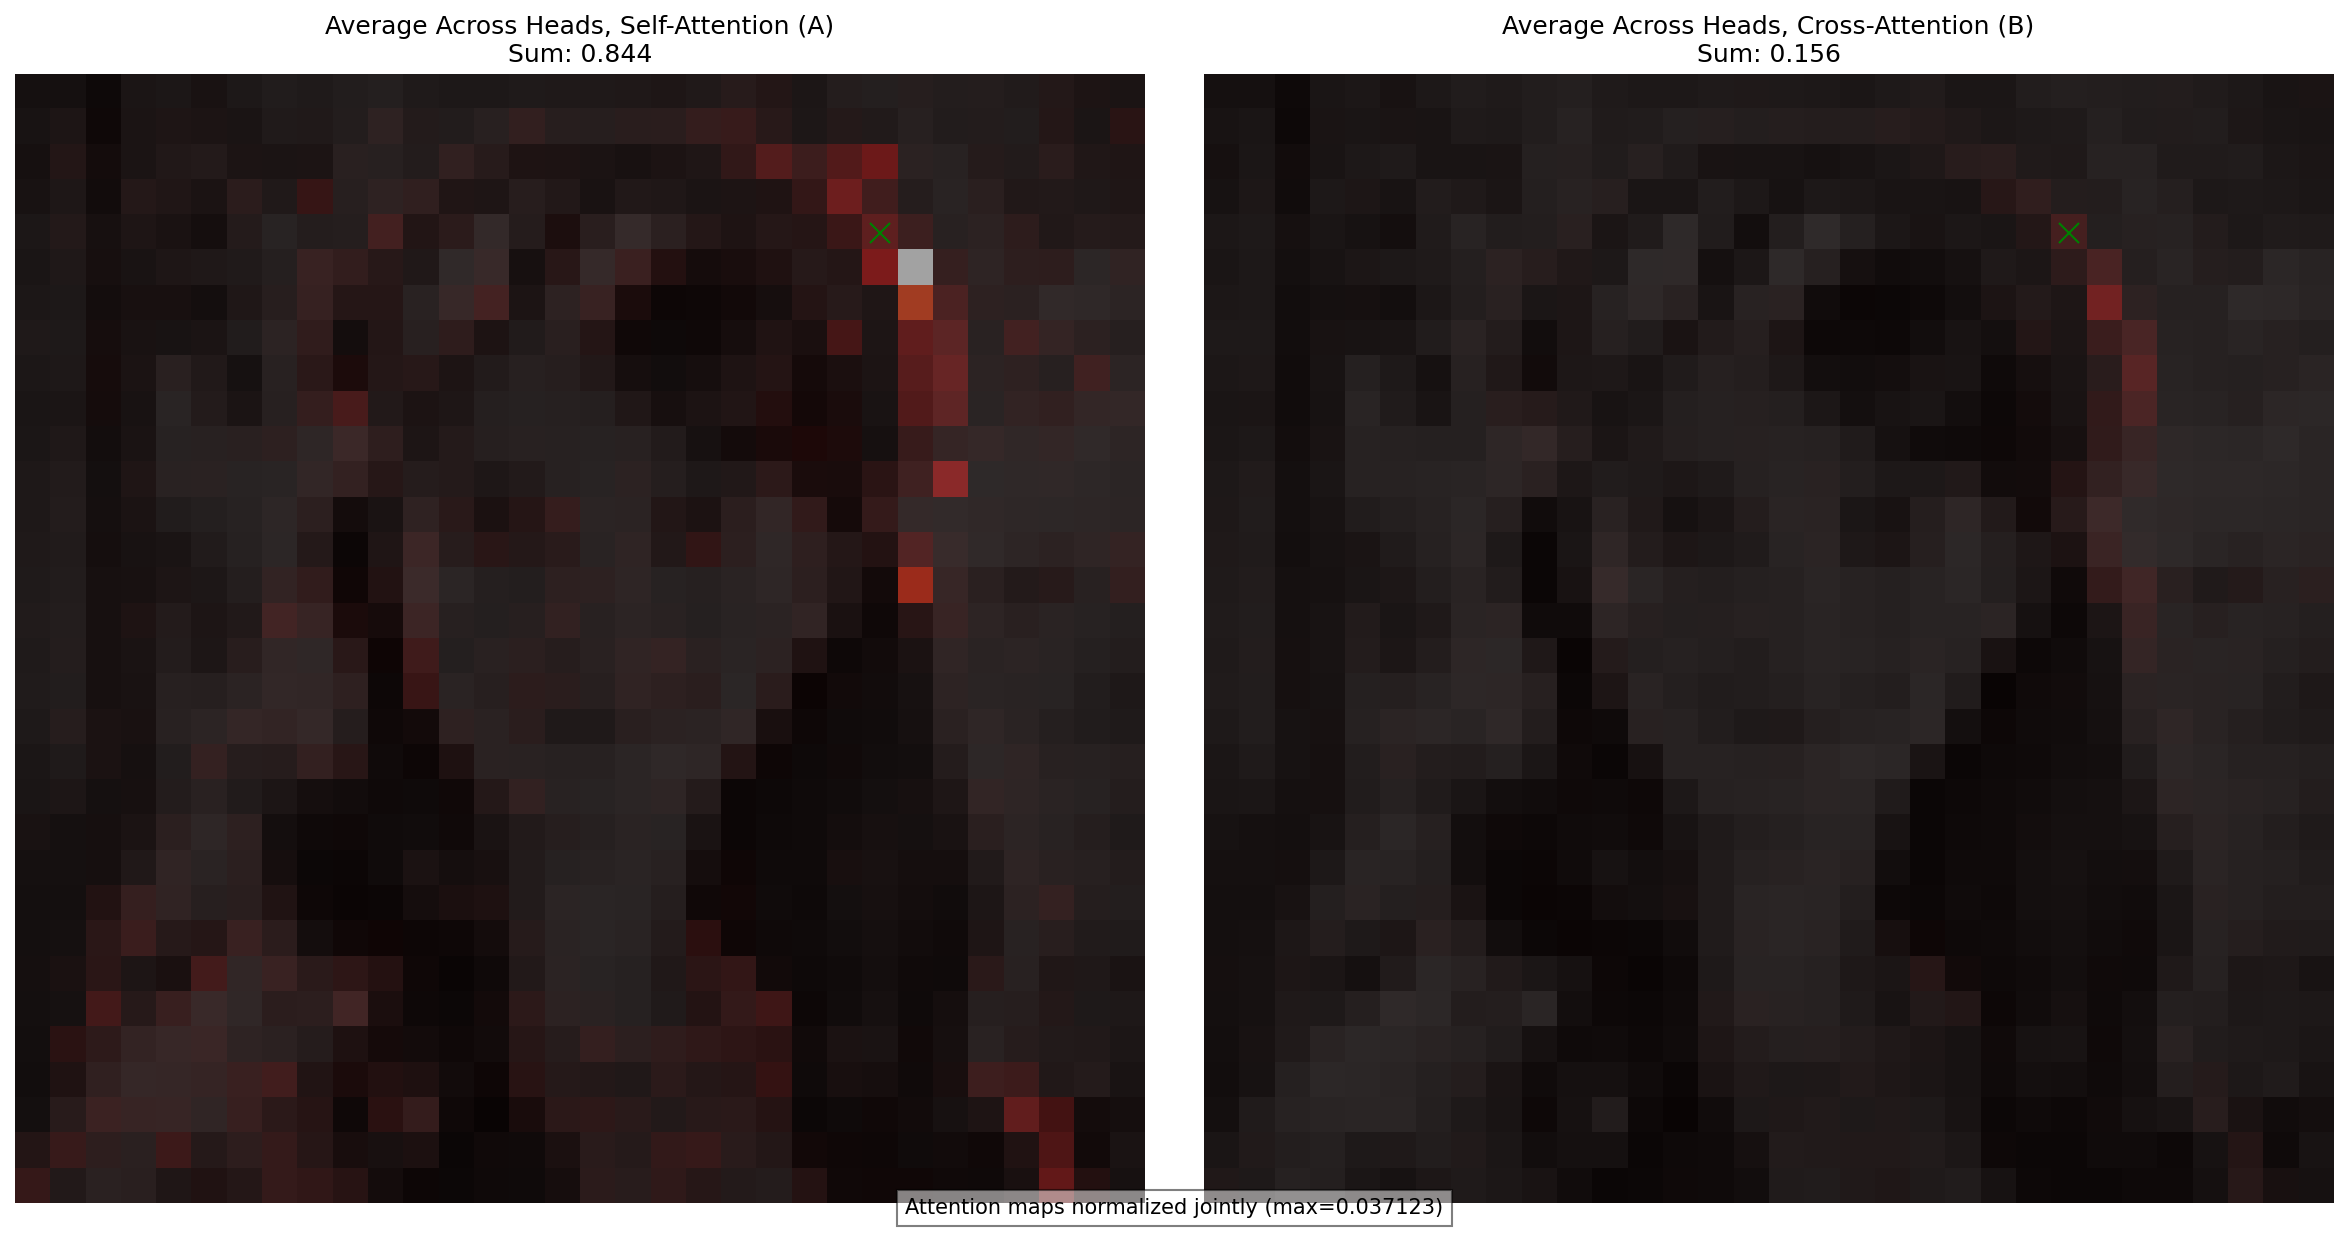 Average Across Heads, Self-Attention (A)
Sum: 0.844
Average Across Heads, Cross-Attention (B)
Sum: 0.156
Attention maps normalized jointly (max=0.037123)